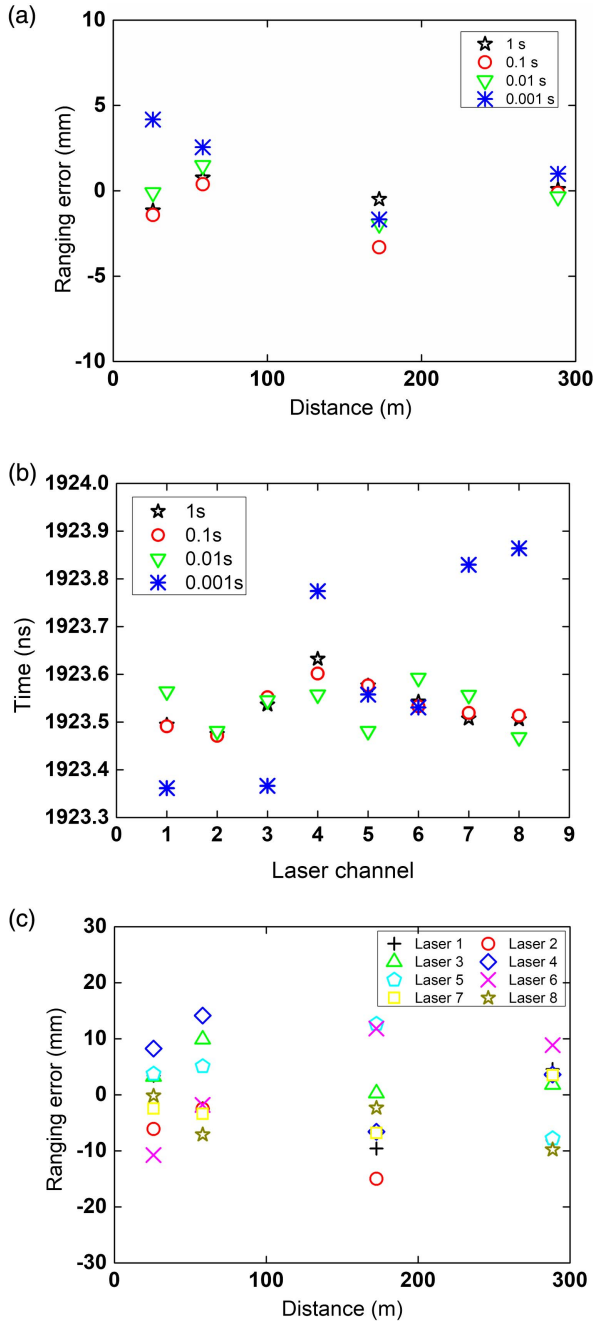 (a)
10
5
0
-5
-10
Ranging error (mm)
1 s
0.1 s
0.01 s
0.001 s
0
100
200
300
Distance (m)
(b)
1924.0
1923.9
1923.8
1923.7
1923.6
1923.5
1923.4
1923.3
Time (ns)
1s
0.1s
0.01s
0.001s
0 1 2 3 4 5 6 7 8 9
Laser channel
(c)
30
20
10
0
-10
-20
-30
Ranging error (mm)
Laser 1 Laser 2
Laser 3 Laser 4
Laser 5 Laser 6
Laser 7 Laser 8
0
100
200
300
Distance (m)